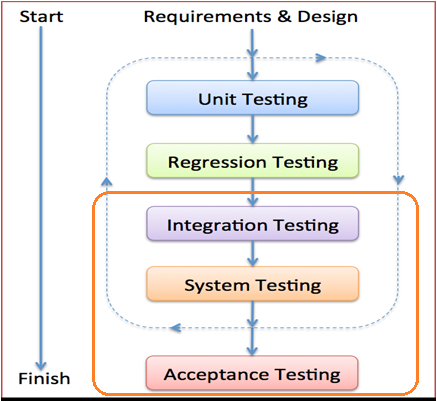 Start
Requirements & Design
Unit Testing
Regression Testing
Integration Testing
System Testing
Acceptance Testing
Finish